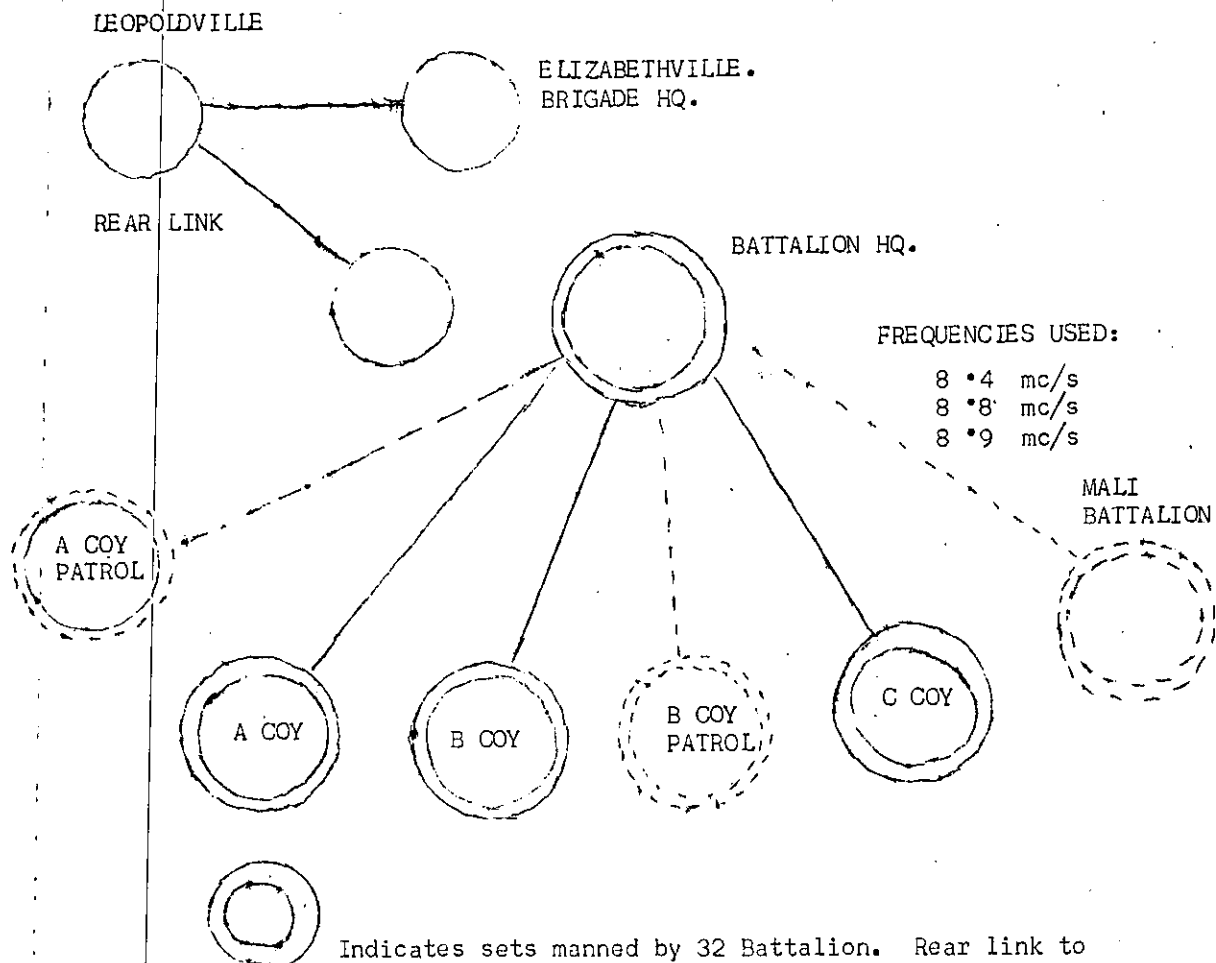 LEOPOLDVILLE
ELIZABETHVILLE.
BRIGADE HQ.
REAR LINK
BATTALION HQ.
FREQUENCIES USED:
8 •4 mc/s
8 •8 mc/s
8 •9 mc/s
MALI
BATTALION
A COY
PATROL
A COY
B COY
B COY
PATROL
C COY
Indicates sets manned by 32 Battalion. Rear link to